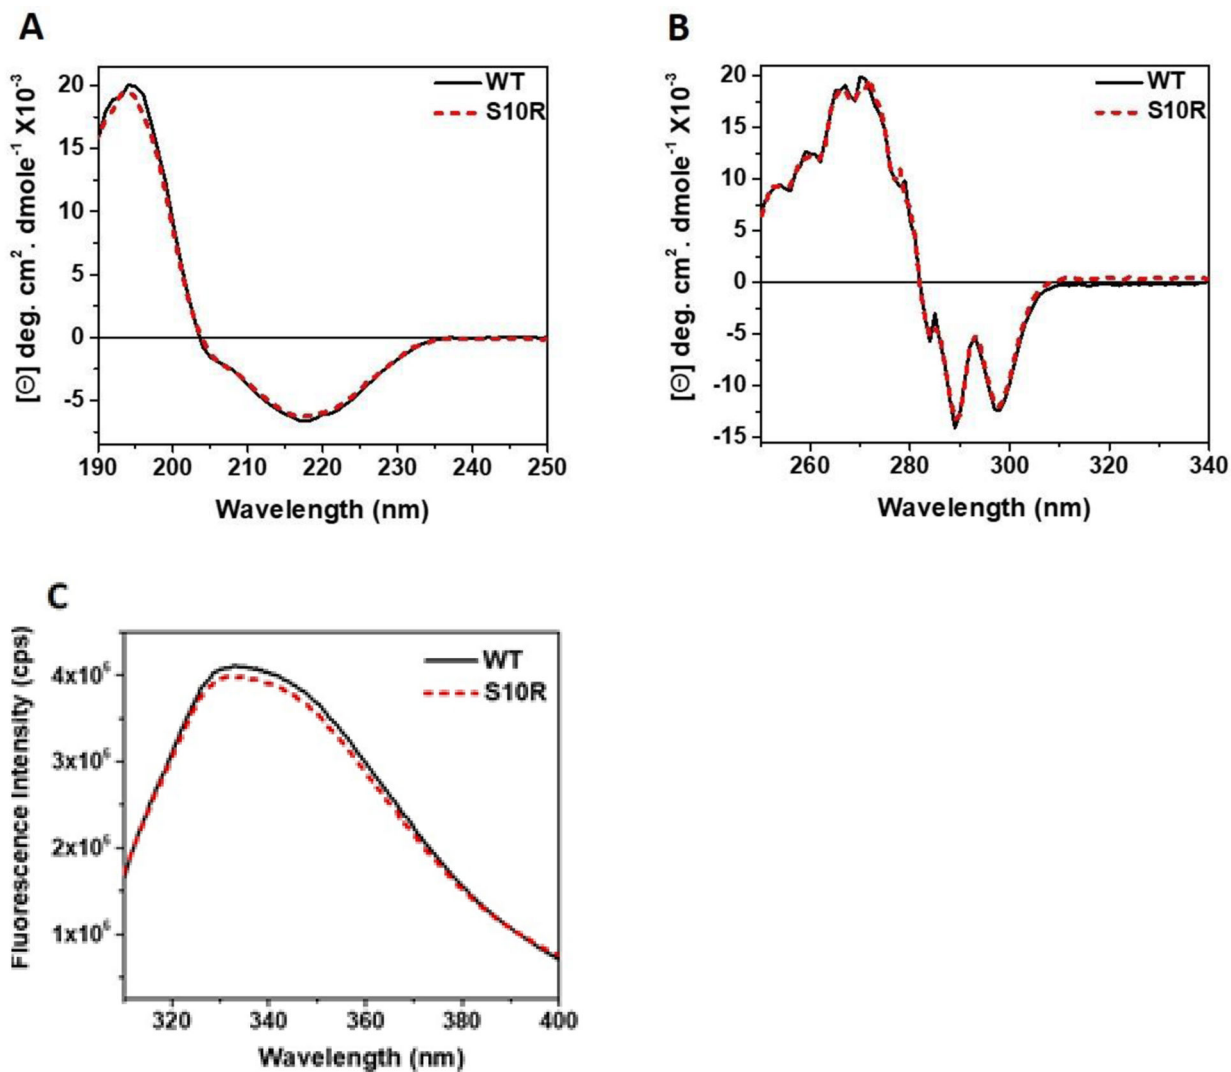 A
B
[Θ] deg. cm². dmole⁻¹ X10⁻³
20
15
10
5
0
-5
WT
S10R
190 200 210 220 230 240 250
Wavelength (nm)
[Θ] deg. cm². dmole⁻¹ X10⁻³
20
15
10
5
0
-5
-10
-15
WT
S10R
260 280 300 320 340
Wavelength (nm)
C
Fluorescence Intensity (cps)
4x10⁶
3x10⁶
2x10⁶
1x10⁶
WT
S10R
320 340 360 380 400
Wavelength (nm)